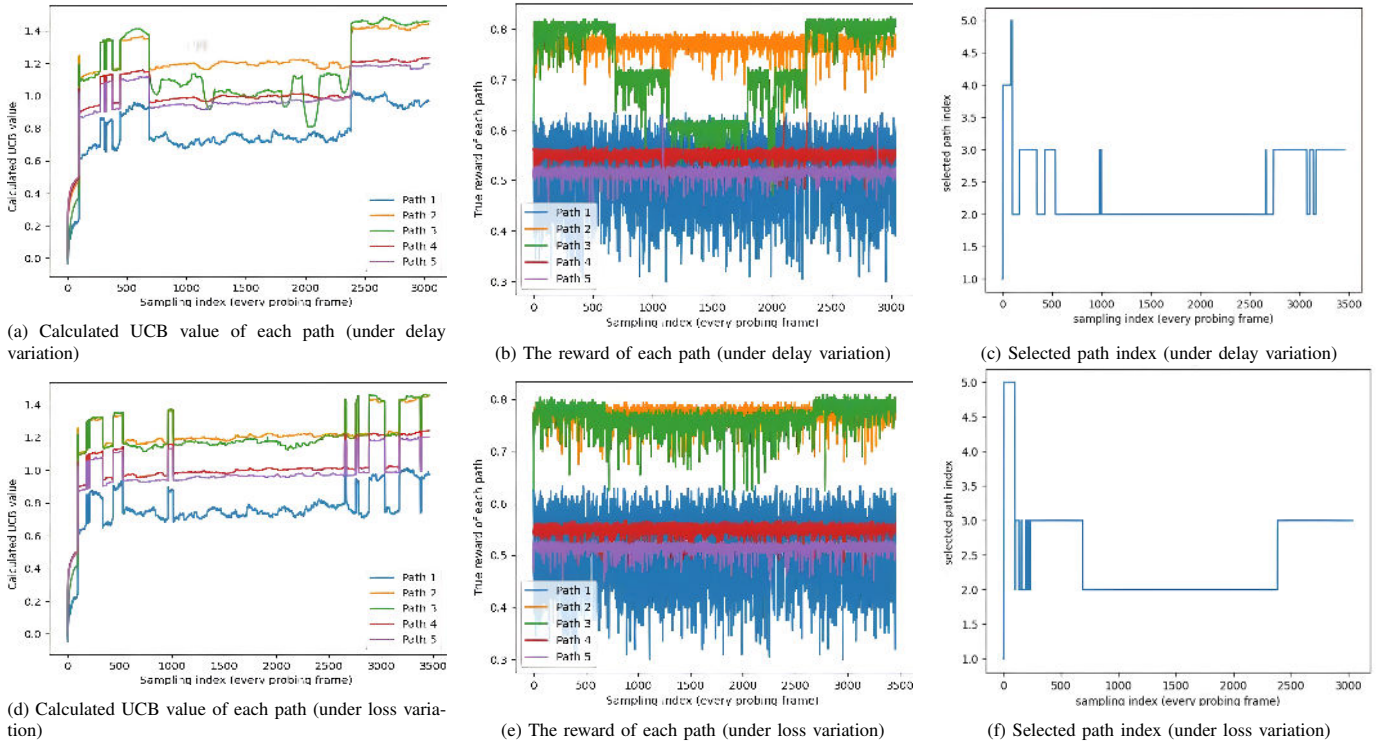 1.4
1.2
1.0
0.8
0.6
0.4
0.2
0.0
Calculated UCB value
Path 1
Path 2
Path 3
Path 4
Path 5
0 500 1000 1500 2000 2500 3000
Sampling index (every probing frame)
(a) Calculated UCB value of each path (under delay
variation)
0.8
0.7
0.6
0.5
0.4
0.3
True reward of each path
Path 1
Path 2
Path 3
Path 4
Path 5
0 500 1000 1500 2000 2500 3000
Sampling index (every probing frame)
(b) The reward of each path (under delay variation)
5.0
4.5
4.0
3.5
3.0
2.5
2.0
1.5
1.0
selected path index
0 500 1000 1500 2000 2500 3000 3500
sampling index (every probing frame)
(c) Selected path index (under delay variation)
1.4
1.2
1.0
0.8
0.6
0.4
0.2
0.0
Calculated UCB value
Path 1
Path 2
Path 3
Path 4
Path 5
0 500 1000 1500 2000 2500 3000 3500
Sampling index (every probing frame)
(d) Calculated UCB value of each path (under loss varia-
tion)
0.8
0.7
0.6
0.5
0.4
0.3
True reward of each path
Path 1
Path 2
Path 3
Path 4
Path 5
0 500 1000 1500 2000 2500 3000 3500
Sampling index (every probing frame)
(e) The reward of each path (under loss variation)
5.0
4.5
4.0
3.5
3.0
2.5
2.0
1.5
1.0
selected path index
0 500 1000 1500 2000 2500 3000
sampling index (every probing frame)
(f) Selected path index (under loss variation)